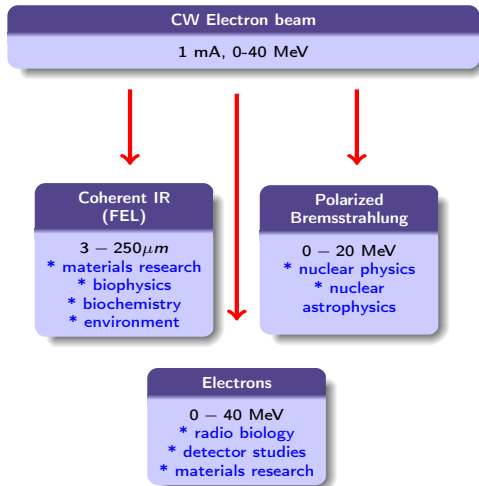 CW Electron beam
1 mA, 0-40 MeV
Coherent IR
(FEL)
3 − 250μm
* materials research
* biophysics
* biochemistry
* environment
Polarized
Bremsstrahlung
0 − 20 MeV
* nuclear physics
* nuclear
astrophysics
Electrons
0 − 40 MeV
* radio biology
* detector studies
* materials research